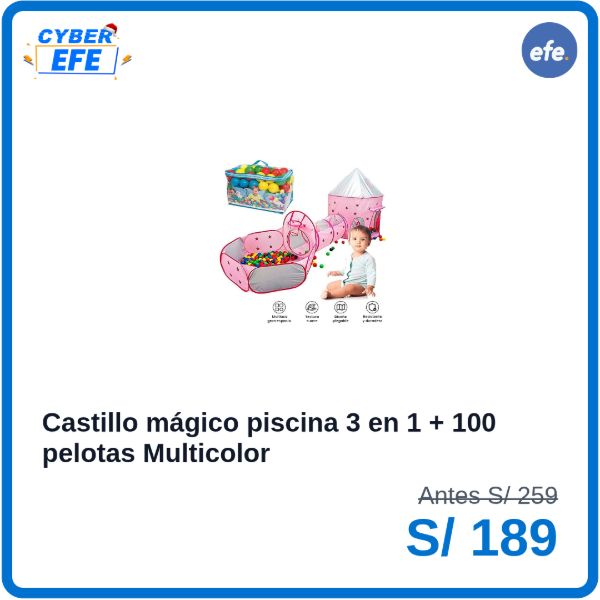 CYBER
EFE
efe.
Castillo mágico piscina 3 en 1 + 100
pelotas Multicolor
Antes S/ 259
S/ 189